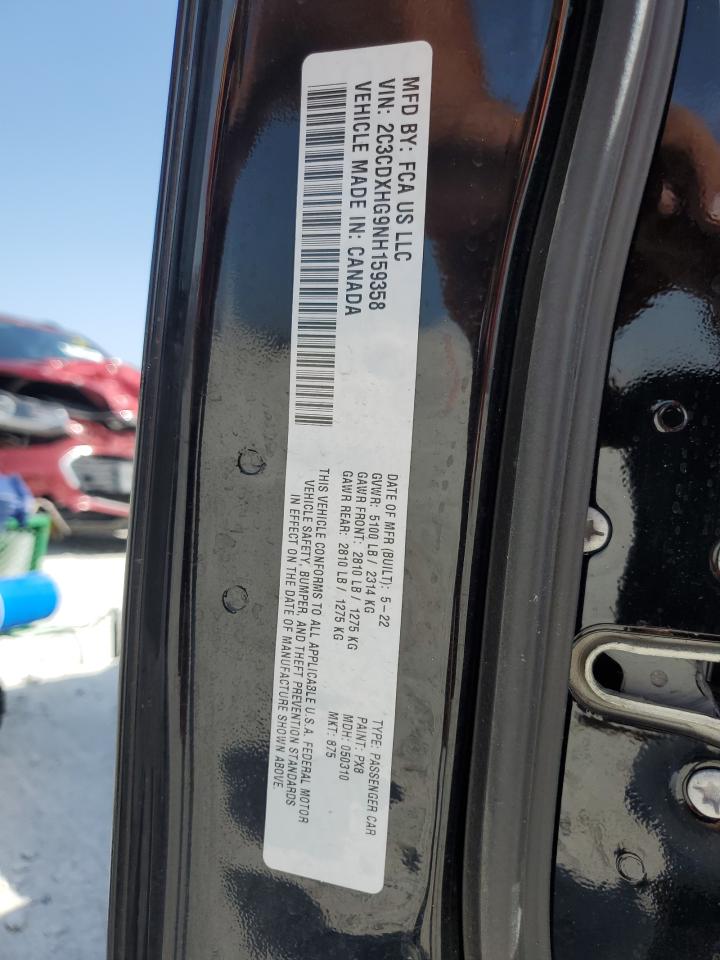 MFD BY: FCA US LLC
VIN: 2C3CDXHG9NH159358
VEHICLE MADE IN: CANADA
DATE OF MFR (BUILT): 5-22
GVWR: 5100 LB / 2314 KG
GAWR FRONT: 2810 LB / 1275 KG
GAWR REAR: 2810 LB / 1275 KG
THIS VEHICLE CONFORMS TO ALL APPLICABLE U.S.A. FEDERAL MOTOR
VEHICLE SAFETY, BUMPER, AND THEFT PREVENTION STANDARDS
IN EFFECT ON THE DATE OF MANUFACTURE SHOWN ABOVE.
TYPE: PASSENGER CAR
PAINT: PX8
MDH: 050310
MKT: 875